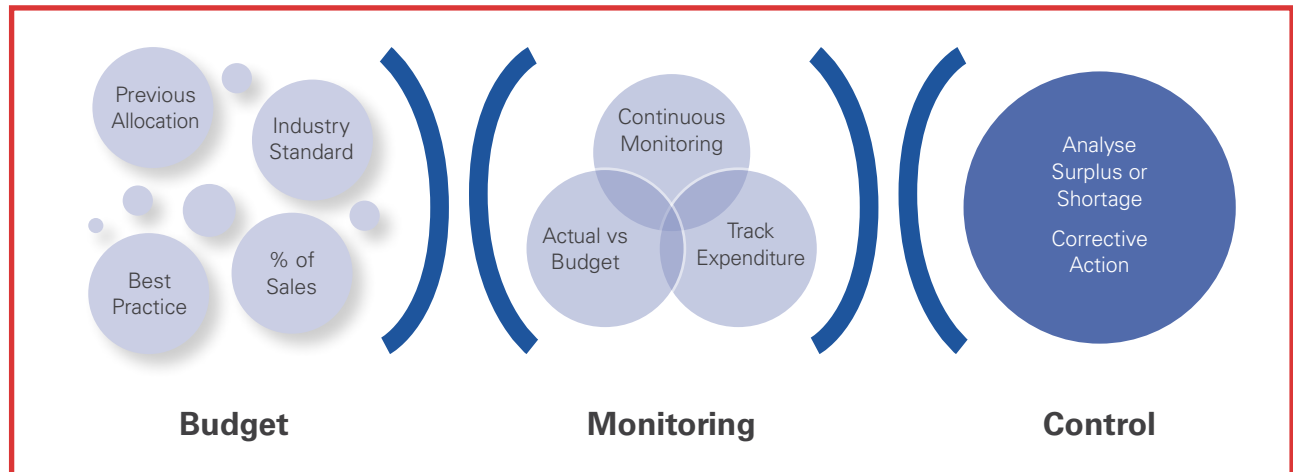 Previous
Allocation
Industry
Standard
Best
Practice
% of
Sales
Continuous
Monitoring
Actual vs
Budget
Track
Expenditure
Analyse
Surplus or
Shortage
Corrective
Action
Budget
Monitoring
Control